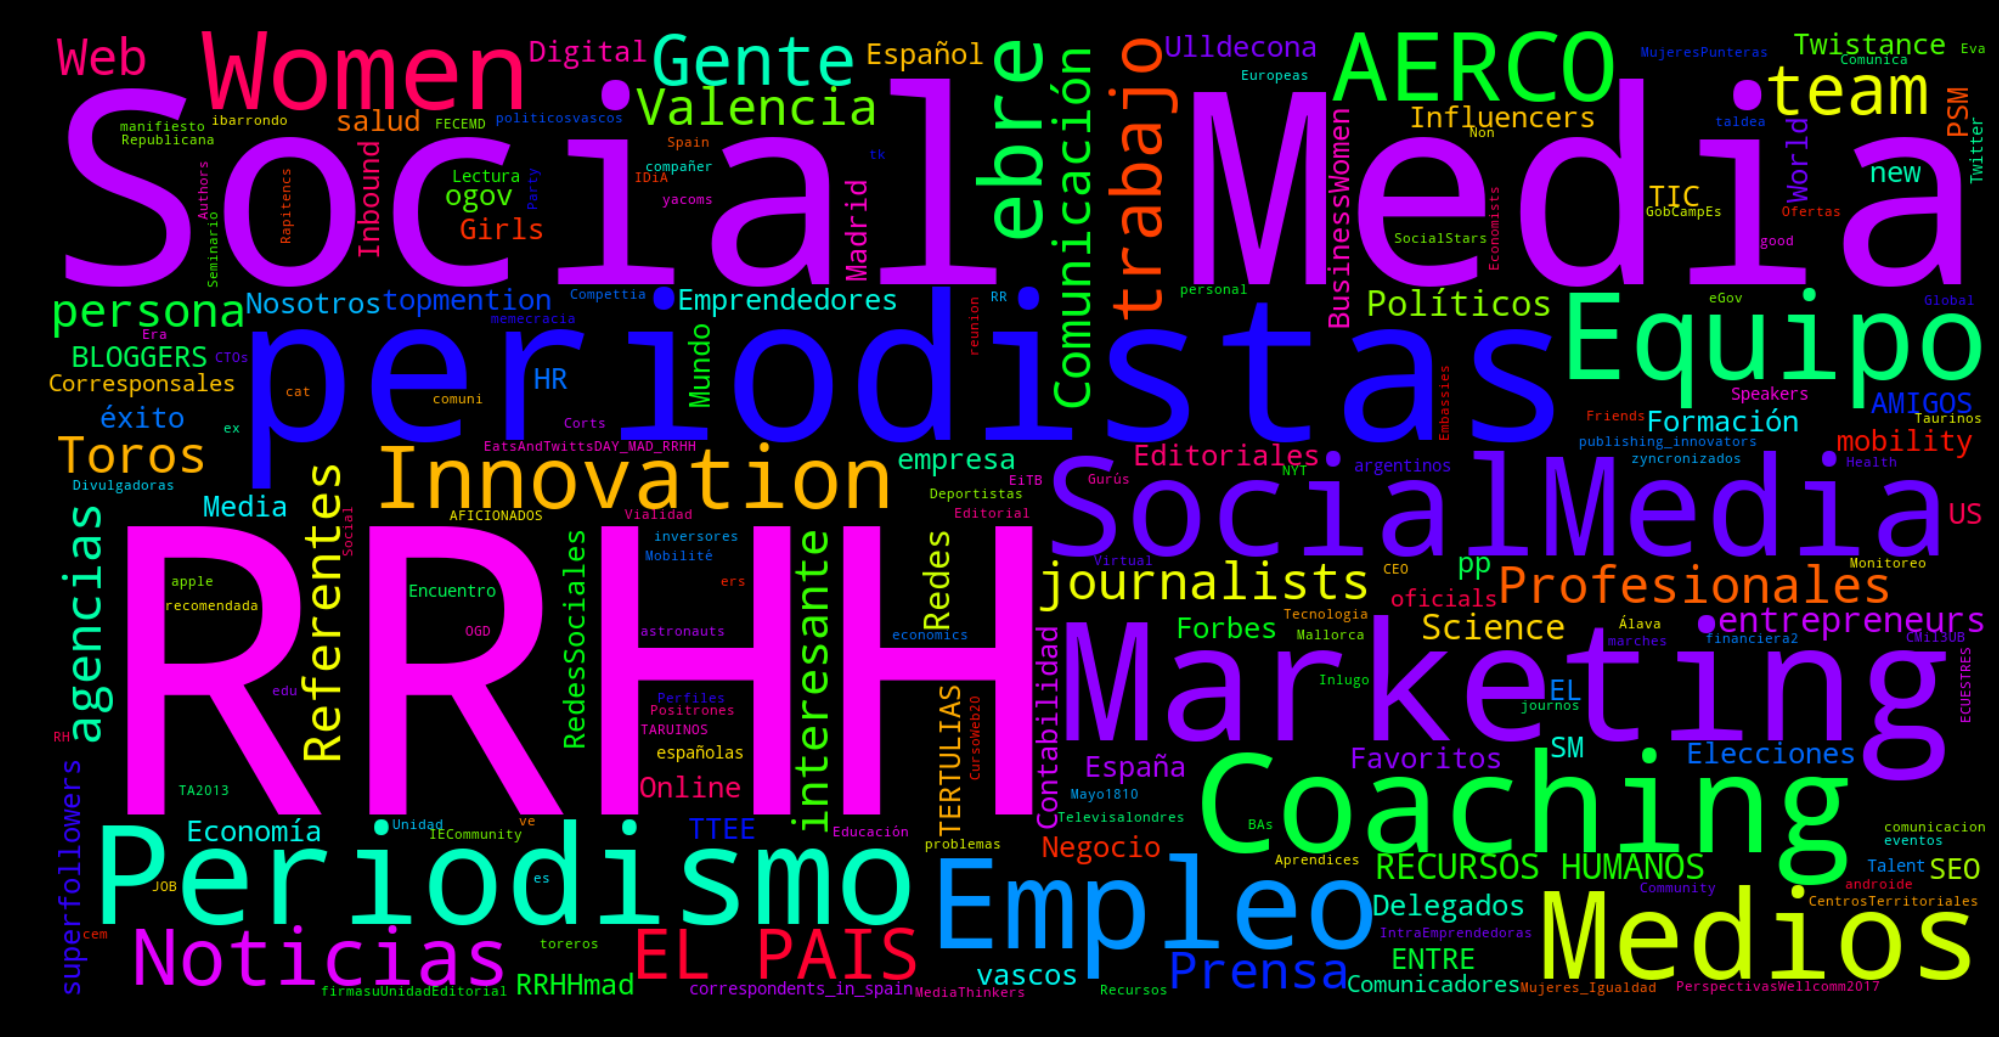 Web
Women
Digital
Gente
Español
ebre
Comunicación
trabajo
Ulldecona
AERCO
MujeresPunteras
Twistance
Eva
Comunica
Europeas
team
PSM
Twitter
Social Media
manifiesto
Republicana
ibarrondo
salud
FECEMD
politicosvascos
Valencia
Influencers
Non
taldea
World
new
Spain
compañer
tk
IDiA
yacoms
Madrid
Authors
Seminario
Rapitencs
Inbound
Lectura
ogov
Girls
Party
BusinessWomen
TIC
GobCampEs
Ofertas
SocialStars
Economists
good
persona
Nosotros
topmention
Compettia
Emprendedores
RR
personal
Políticos
eGov
Global
Era
memecracia
reunion
periodistas
Equipo
BLOGGERS
CTOs
Corresponsales
HR
Mundo
cat
comuni
éxito
ex
Corts
Embassies
Speakers
Friends
Formación
AMIGOS
Taurinos
Toros
EatsAndTwittsDAY_MAD_RRHH
Innovation
empresa
Editoriales
NYT
argentinos
publishing_innovators
zyncronizados
mobility
Health
Divulgadoras
Media
Referentes
EiTB
Gurús
Deportistas
SocialMedia
US
agencias
Social
AFICIONADOS
Vialidad
Editorial
inversores
Mobilité
RedesSociales
interesante
Redes
RRHH
apple
recomendada
Encuentro
ers
OGD
astronauts
economics
edu
Perfiles
Positrones
TARUINOS
españolas
Online
TERTULIAS
CursoWeb20
Contabilidad
Virtual
journalists
CEO
pp
oficials
Monitoreo
Profesionales
Tecnologia
Forbes
Mallorca
Science
Álava
marches
entrepreneurs
financiera2
CMi13UB
Marketing
Inlugo
EL
journos
ECUESTRES
RH
superfollowers
TA2013
España
Favoritos
SM
Elecciones
Mayo1810
Televisalondres
Coaching
BAs
Economía
Unidad
IECommunity
ve
TTEE
Educación
problemas
Negocio
Aprendices
comunicacion
eventos
Periodismo
JOB
es
Empleo
RECURSOS HUMANOS
Talent
SEO
Community
androide
CentrosTerritoriales
Delegados
IntraEmprendedoras
Medios
cem
Noticias
toreros
EL PAIS
vascos
Prensa
ENTRE
firmasuUnidadEditorial
RRHHmad
correspondents_in_spain
MediaThinkers
Recursos
Comunicadores
Mujeres_Igualdad
PerspectivasWellcomm2017